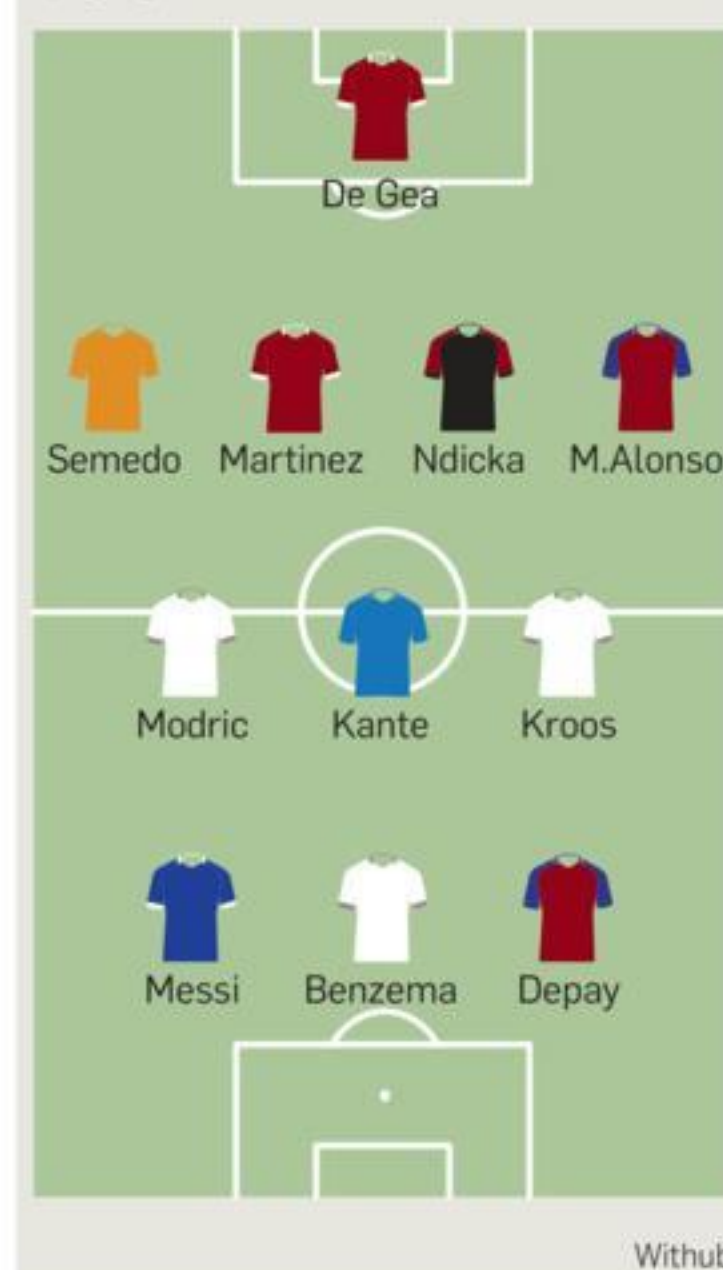 De Gea
Semedo Martinez Ndicka M.Alonso
Modric Kante Kroos
Messi Benzema Depay